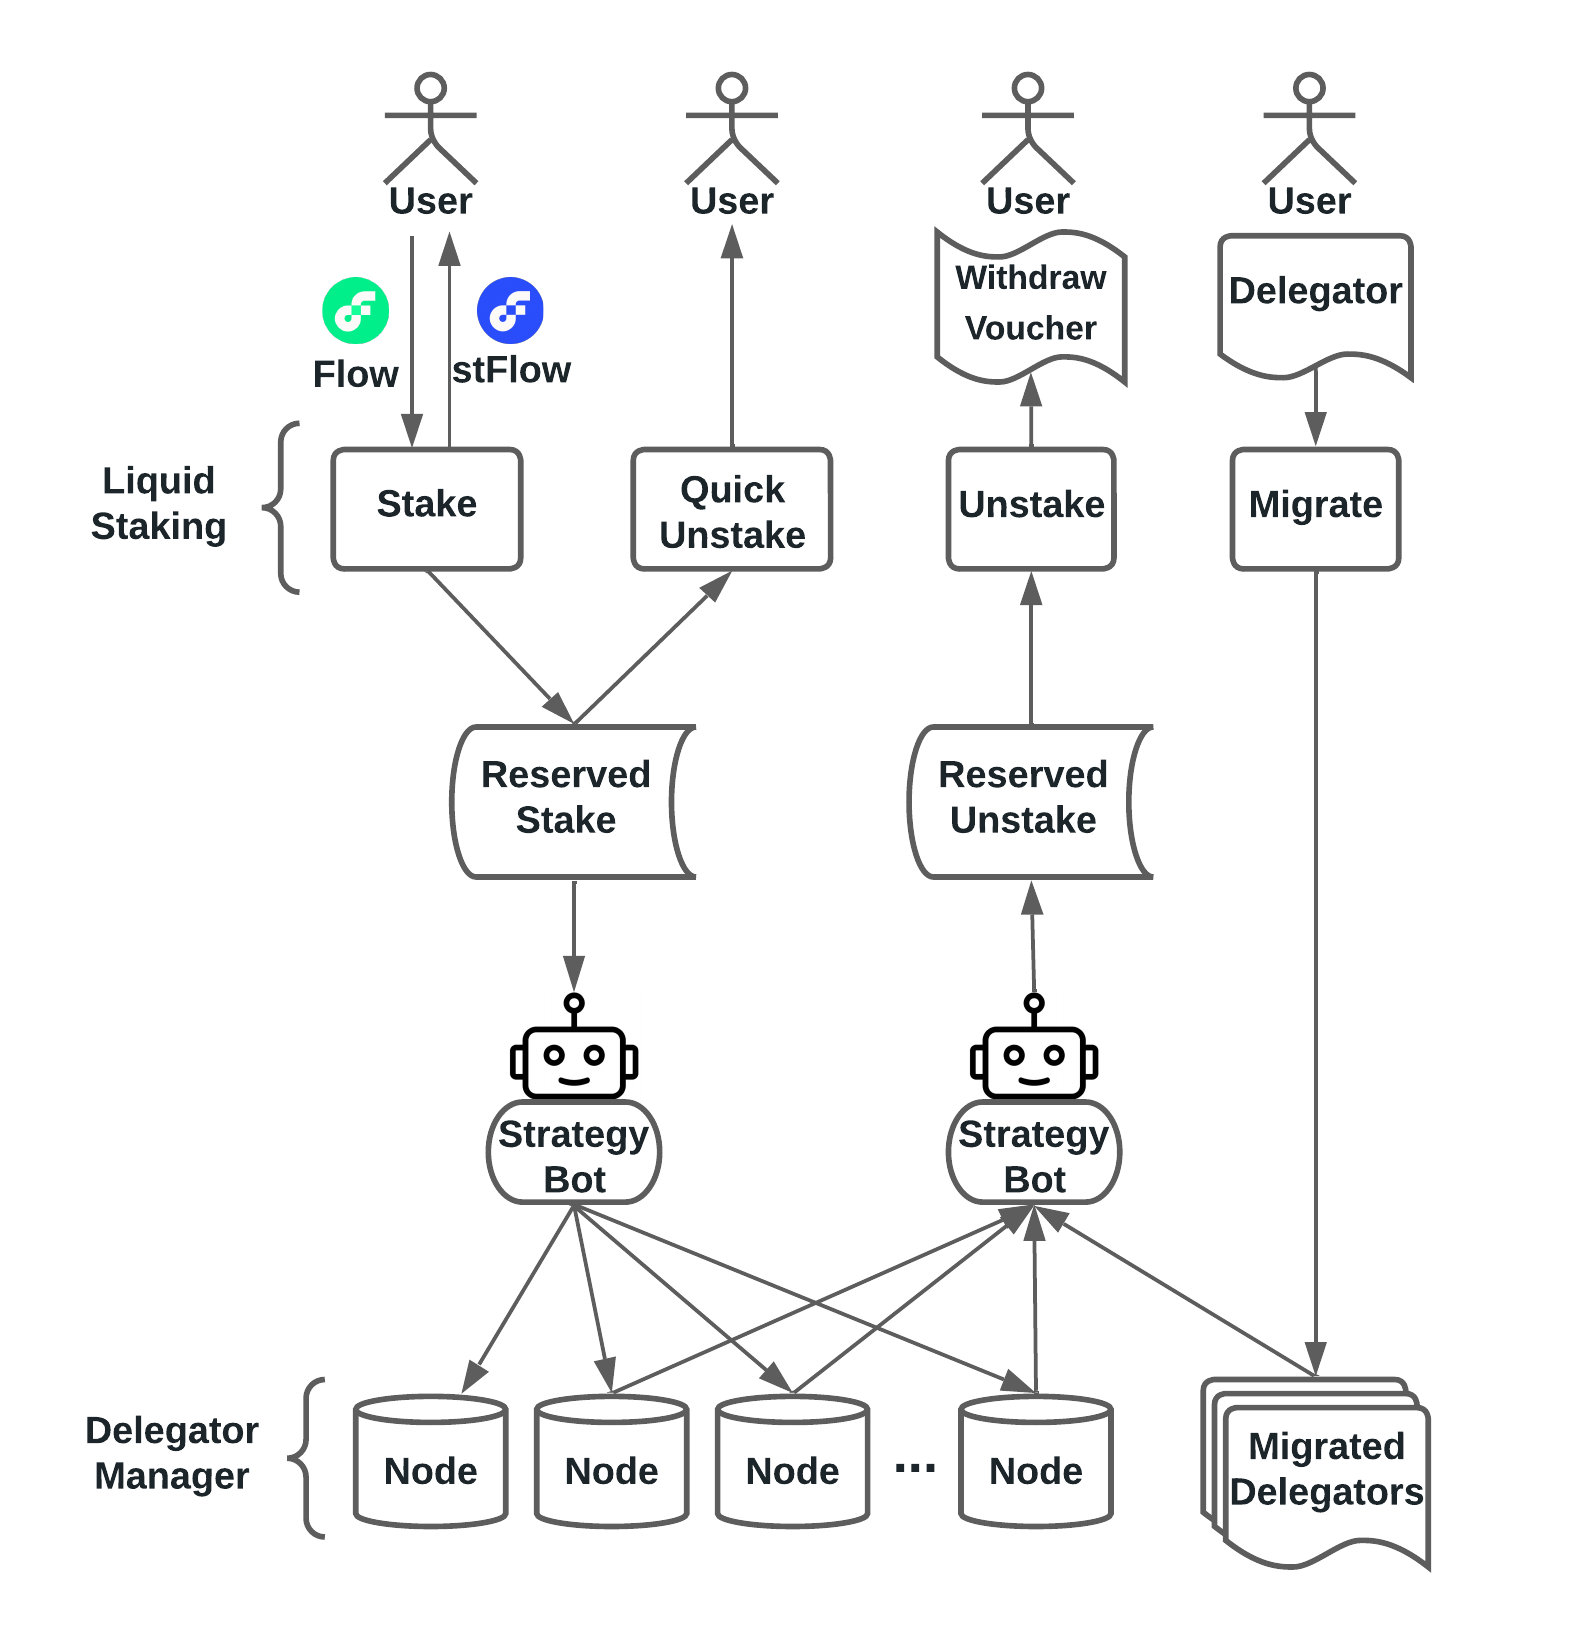 User
User
User
User
Withdraw
Voucher
Delegator
Flow
stFlow
Liquid
Staking
Stake
Quick
Unstake
Unstake
Migrate
Reserved
Stake
Reserved
Unstake
Strategy
Bot
Strategy
Bot
Delegator
Manager
Node
Node
Node
...
Node
Migrated
Delegators